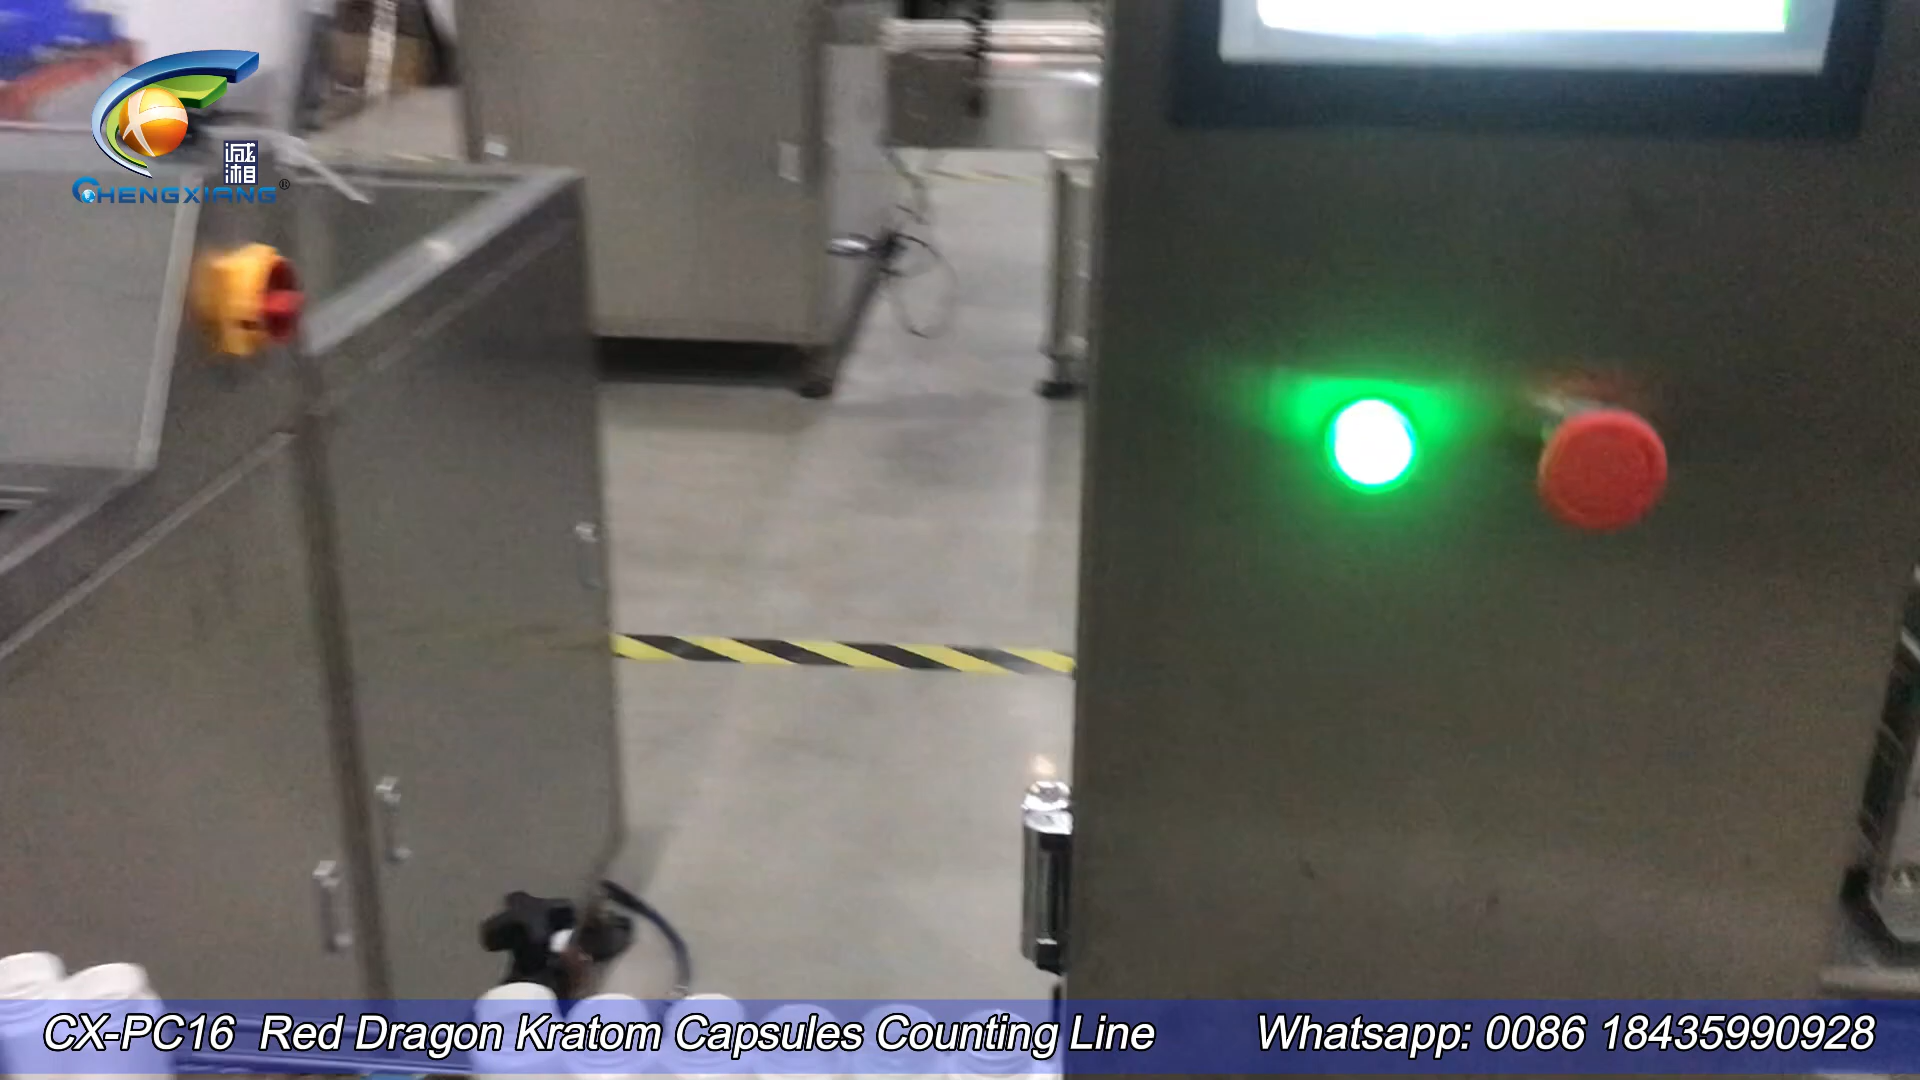 诚
湘
CHENGXIANG®
CX-PC16 Red Dragon Kratom Capsules Counting Line
Whatsapp: 0086 18435990928